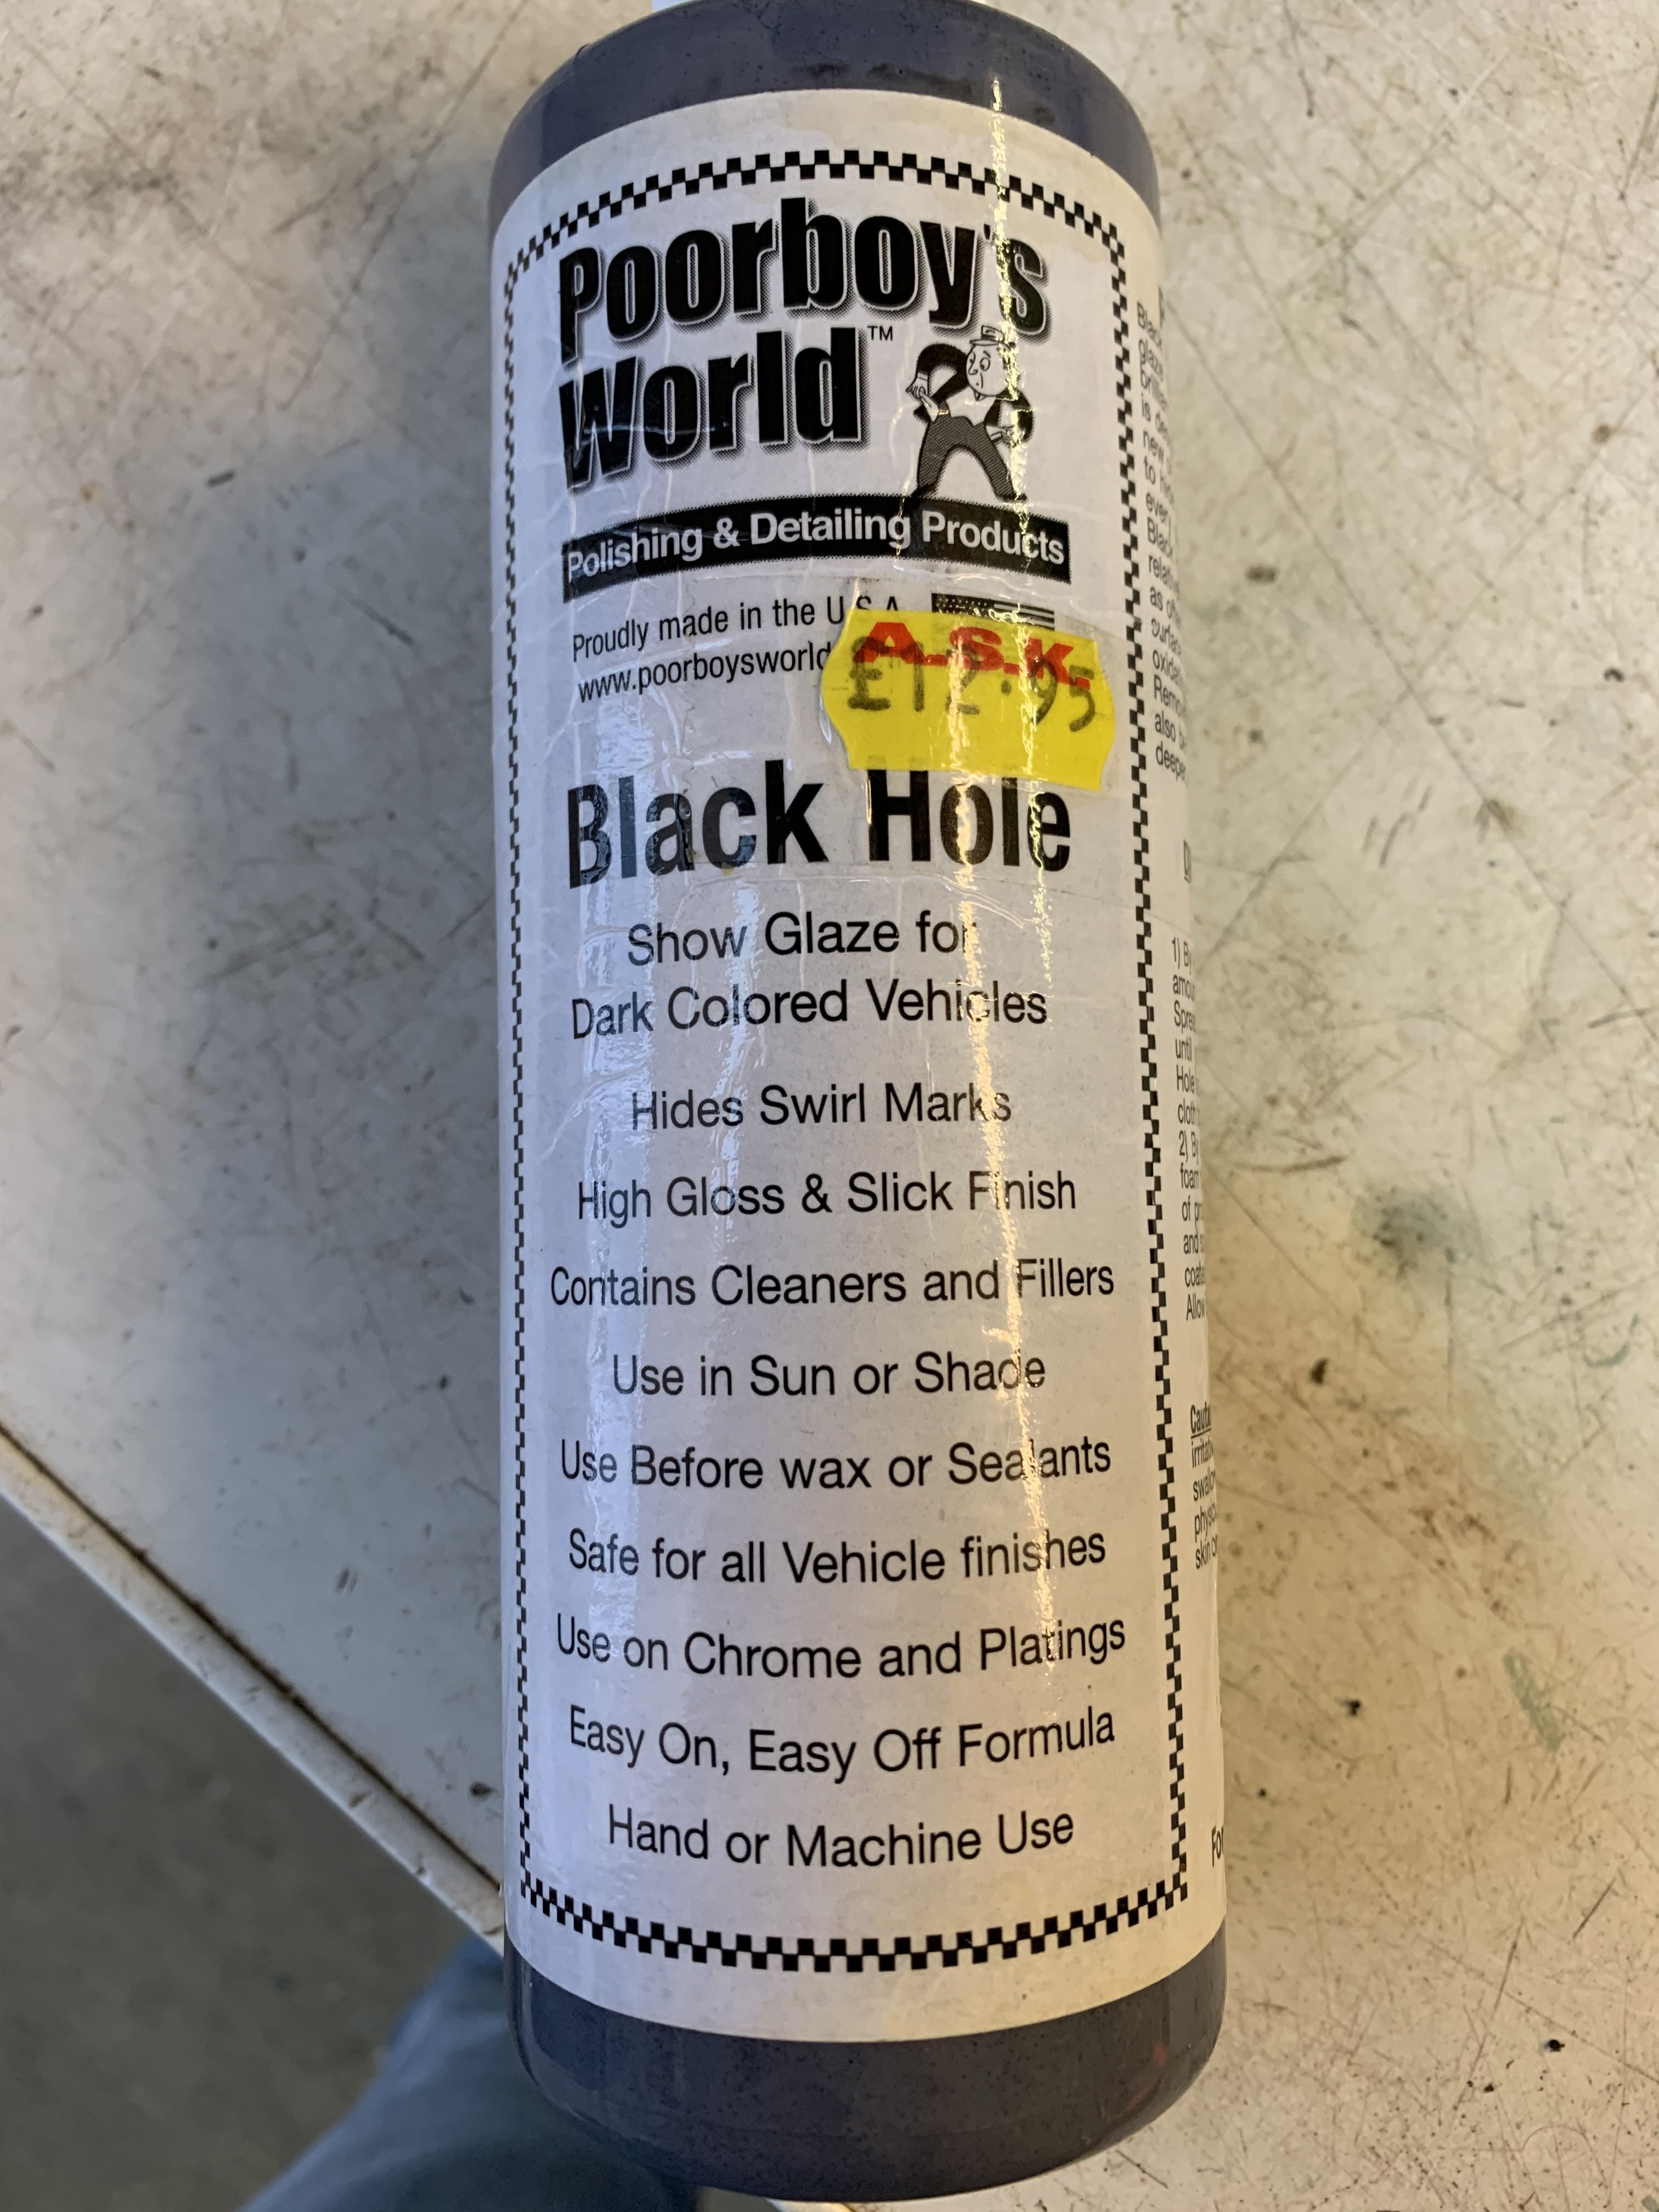 Poorboy's
World™
Polishing & Detailing Products
Proudly made in the U.S.A.
www.poorboysworld
A.S.K.
£12.95
Black Hole
Show Glaze for
Dark Colored Vehicles
Hides Swirl Marks
High Gloss & Slick Finish
Contains Cleaners and Fillers
Use in Sun or Shade
Use Before wax or Sealants
Safe for all Vehicle finishes
Use on Chrome and Platings
Easy On, Easy Off Formula
Hand or Machine Use